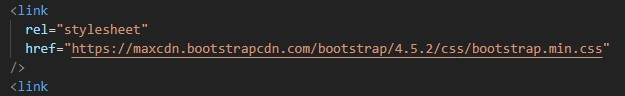 <link
rel="stylesheet"
href="https://maxcdn.bootstrapcdn.com/bootstrap/4.5.2/css/bootstrap.min.css"
/>
<link